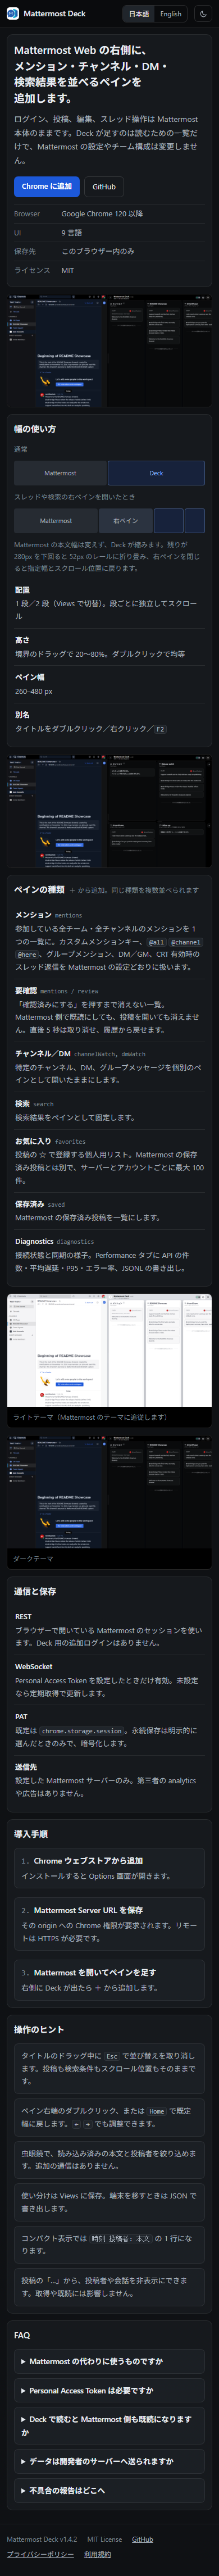 Mattermost Deck
日本語
English
Mattermost Web の右側に、
メンション・チャンネル・DM・
検索結果を並べるペインを
追加します。
ログイン、投稿、編集、スレッド操作は Mattermost
本体のままです。Deck が足すのは読むための一覧だ
けで、Mattermost の設定やチーム構成は変更しませ
ん。
Chrome に追加
GitHub
Browser Google Chrome 120 以降
UI 9 言語
保存先 このブラウザー内のみ
ライセンス MIT
幅の使い方
通常
Mattermost
Deck
スレッドや検索の右ペインを開いたとき
Mattermost
右ペイン
Mattermost の本文幅は変えず、Deck が縮みます。残りが
280px を下回ると 52px のレールに折り畳み、右ペインを閉じ
ると指定幅とスクロール位置に戻ります。
配置
1 段／2 段（Views で切替）。段ごとに独立してスクロー
ル
高さ
境界のドラッグで 20〜80%。ダブルクリックで均等
ペイン幅
260–480 px
別名
タイトルをダブルクリック／右クリック／ F2
ペインの種類 ＋ から追加。同じ種類を複数並べられます
メンション mentions
参加している全チーム・全チャンネルのメンションを 1
つの一覧に。カスタムメンションキー、 @all @channel
@here 、グループメンション、DM／GM、CRT 有効時の
スレッド返信を Mattermost の設定どおりに扱います。
要確認 mentions / review
「確認済みにする」を押すまで消えない一覧。
Mattermost 側で既読にしても、投稿を開いても消えませ
ん。直後 5 秒は取り消せ、履歴から戻せます。
チャンネル／DM channelwatch, dmwatch
特定のチャンネル、DM、グループメッセージを個別のペ
インとして開いたままにします。
検索 search
検索結果をペインとして固定します。
お気に入り favorites
投稿の ☆ で登録する個人用リスト。Mattermost の保存
済み投稿とは別で、サーバーとアカウントごとに最大 100
件。
保存済み saved
Mattermost の保存済み投稿を一覧にします。
Diagnostics diagnostics
接続状態と同期の様子。Performance タブに API の件
数・平均遅延・P95・エラー率、JSONL の書き出し。
ライトテーマ（Mattermost のテーマに追従します）
ダークテーマ
通信と保存
REST
ブラウザーで開いている Mattermost のセッションを使い
ます。Deck 用の追加ログインはありません。
WebSocket
Personal Access Token を設定したときだけ有効。未設定
なら定期取得で更新します。
PAT
既定は chrome.storage.session 。永続保存は明示的に
選んだときのみで、暗号化します。
送信先
設定した Mattermost サーバーのみ。第三者の analytics
や広告はありません。
導入手順
1. Chrome ウェブストアから追加
インストールすると Options 画面が開きます。
2. Mattermost Server URL を保存
その origin への Chrome 権限が要求されます。リモー
トは HTTPS が必要です。
3. Mattermost を開いてペインを足す
右側に Deck が出たら ＋ から追加します。
操作のヒント
タイトルのドラッグ中に Esc で並び替えを取り消し
ます。投稿も検索条件もスクロール位置もそのままで
す。
ペイン右端のダブルクリック、または Home で既定
幅に戻します。 ← → でも調整できます。
虫眼鏡で、読み込み済みの本文と投稿者を絞り込めま
す。追加の通信はありません。
使い分けは Views に保存。端末を移すときは JSON で
書き出します。
コンパクト表示では 時刻 投稿者: 本文 の 1 行になり
ます。
投稿の「…」から、投稿者や会話を非表示にできま
す。取得や既読には影響しません。
FAQ
Mattermost の代わりに使うものですか
Personal Access Token は必要ですか
Deck で読むと Mattermost 側も既読になります
か
データは開発者のサーバーへ送られますか
不具合の報告はどこへ
Mattermost Deck v1.4.2 MIT License GitHub
プライバシーポリシー 利用規約